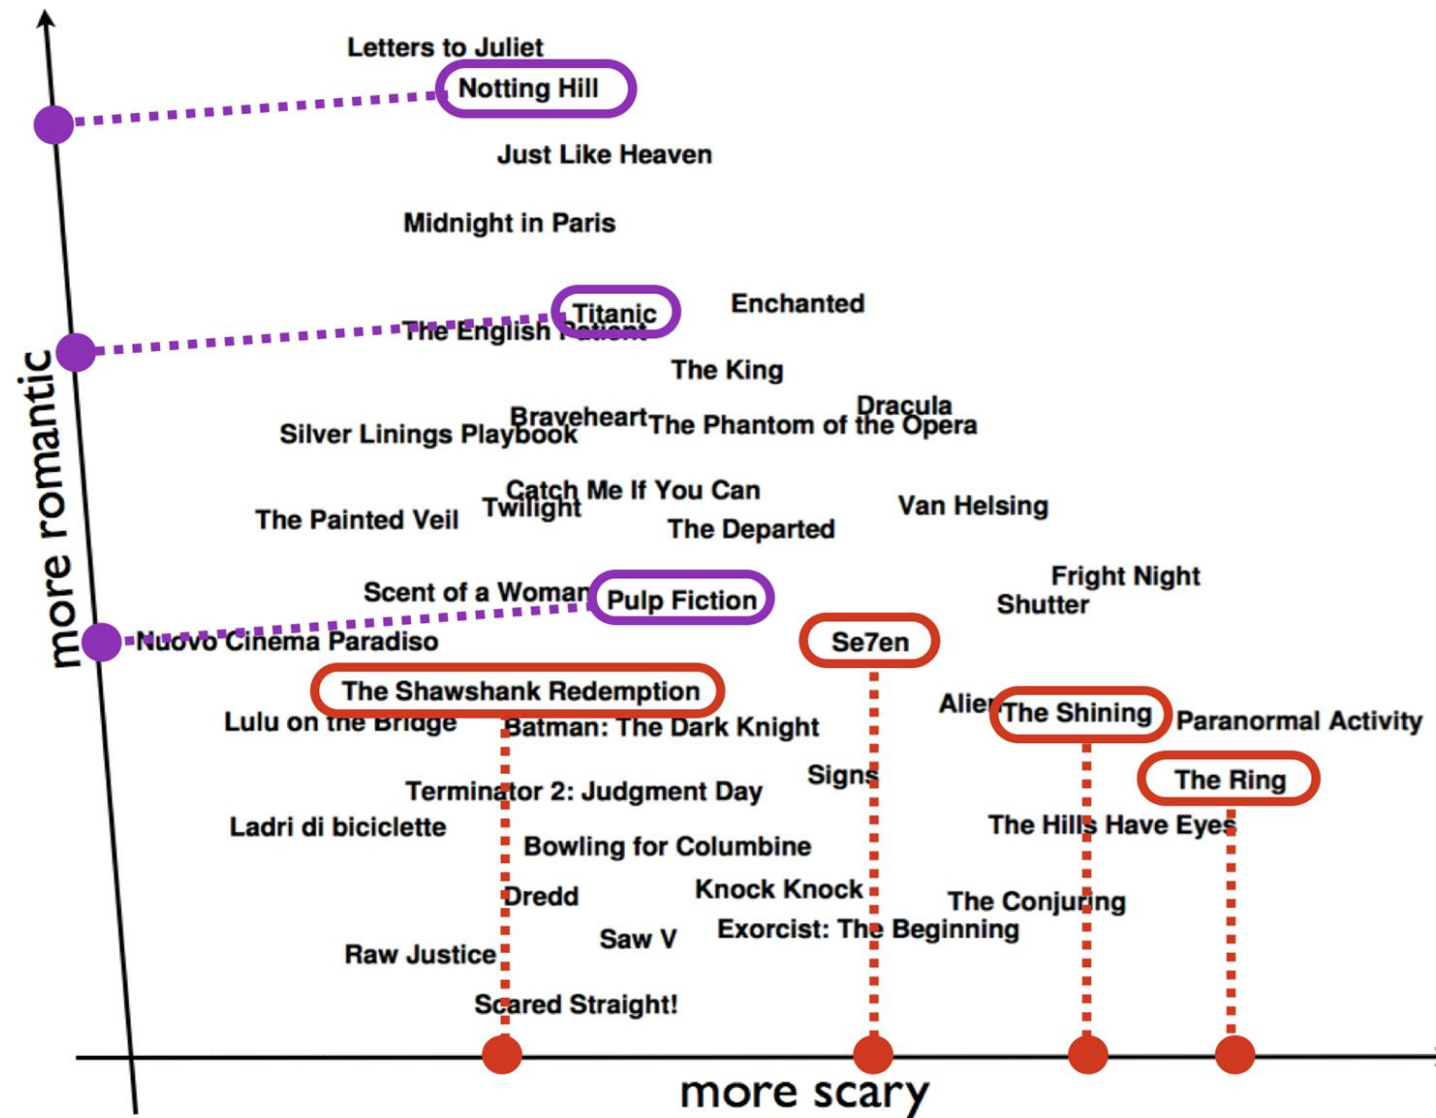 Letters to Juliet
Notting Hill
Just Like Heaven
Midnight in Paris
Enchanted
Titanic
The English Patient
The King
Dracula
Braveheart
The Phantom of the Opera
Silver Linings Playbook
Catch Me If You Can
Twilight
Van Helsing
The Painted Veil
The Departed
Fright Night
Scent of a Woman
Pulp Fiction
Shutter
Nuovo Cinema Paradiso
Se7en
The Shawshank Redemption
Alien
The Shining
Paranormal Activity
Lulu on the Bridge
Batman: The Dark Knight
Signs
The Ring
Terminator 2: Judgment Day
The Hills Have Eyes
Ladri di biciclette
Bowling for Columbine
Knock Knock
Dredd
The Conjuring
Exorcist: The Beginning
Saw V
Raw Justice
Scared Straight!
more romantic
more scary